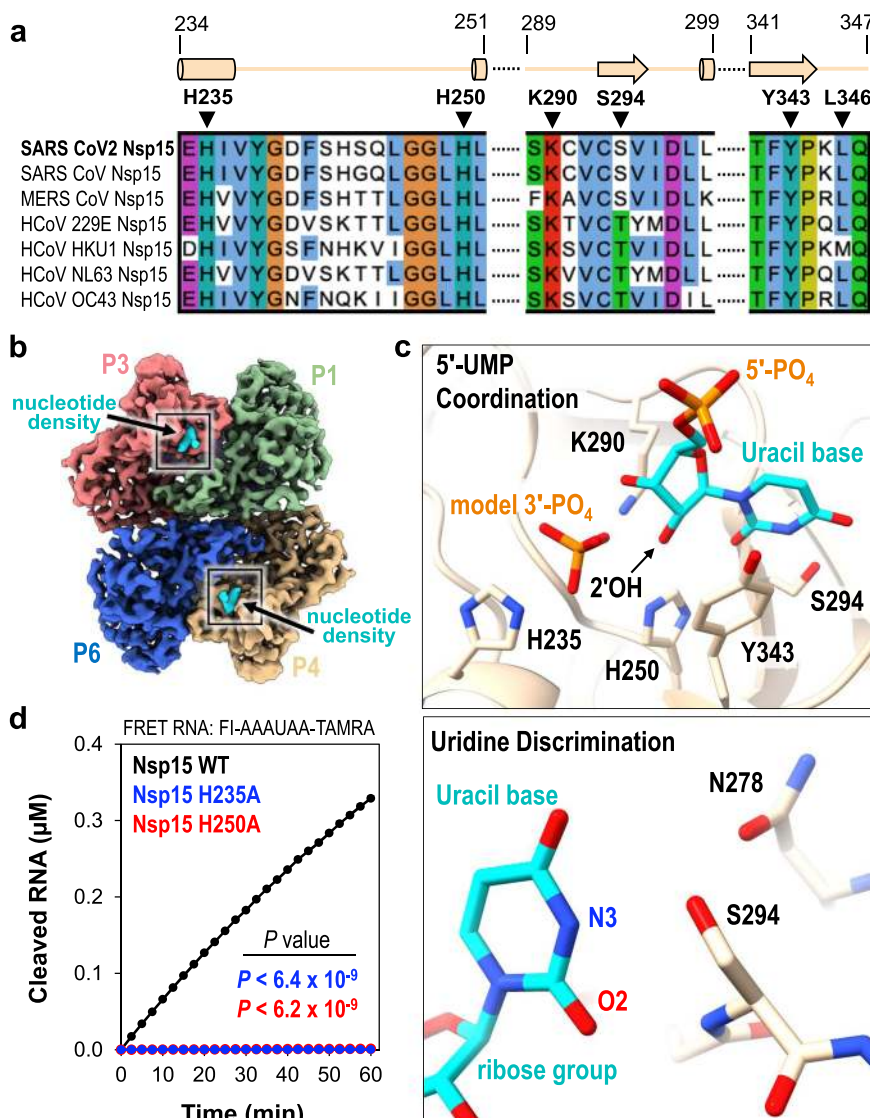 a
234 251 289 299 341 347
H235 H250 K290 S294 Y343 L346
SARS CoV2 Nsp15 EHIVYGDFSHSQLGGLHL ...... SKCVCSVIDLL ...... TFYPKLQ
SARS CoV Nsp15 EHIVYGDFSHGQLGGLHL ...... SKCVCSVIDLL ...... TFYPKLQ
MERS CoV Nsp15 EHVVYGDFSHTTLGGLHL ...... FKAVCSVIDLK ...... TFYPRLQ
HCoV 229E Nsp15 EHVVYGDVSKTTLGGLHL ...... SKTVCTYMDLL ...... TFYPQLQ
HCoV HKU1 Nsp15 DHIVYGSFNHKVIGGLHL ...... SKSVCTVIDLL ...... TFYPKMQ
HCoV NL63 Nsp15 EHVVYGDVSKTTLGGLHL ...... SKVVCTYMDLL ...... TFYPQLQ
HCoV OC43 Nsp15 EHIVYGNFNQKIIGGLHL ...... SKSVCTVIDIL ...... TFYPRLQ
b
P3
P1
nucleotide
density
nucleotide
density
P6
P4
c
5'-UMP
Coordination
5'-PO4
K290
Uracil base
model 3'-PO4
2'OH
S294
H235
H250
Y343
Uridine Discrimination
N278
Uracil base
S294
N3
O2
ribose group
d
FRET RNA: FI-AAAUAA-TAMRA
Nsp15 WT
Nsp15 H235A
Nsp15 H250A
P value
P < 6.4 x 10⁻⁹
P < 6.2 x 10⁻⁹
Cleaved RNA (µM)
0.4
0.3
0.2
0.1
0.0
0 10 20 30 40 50 60
Time (min)